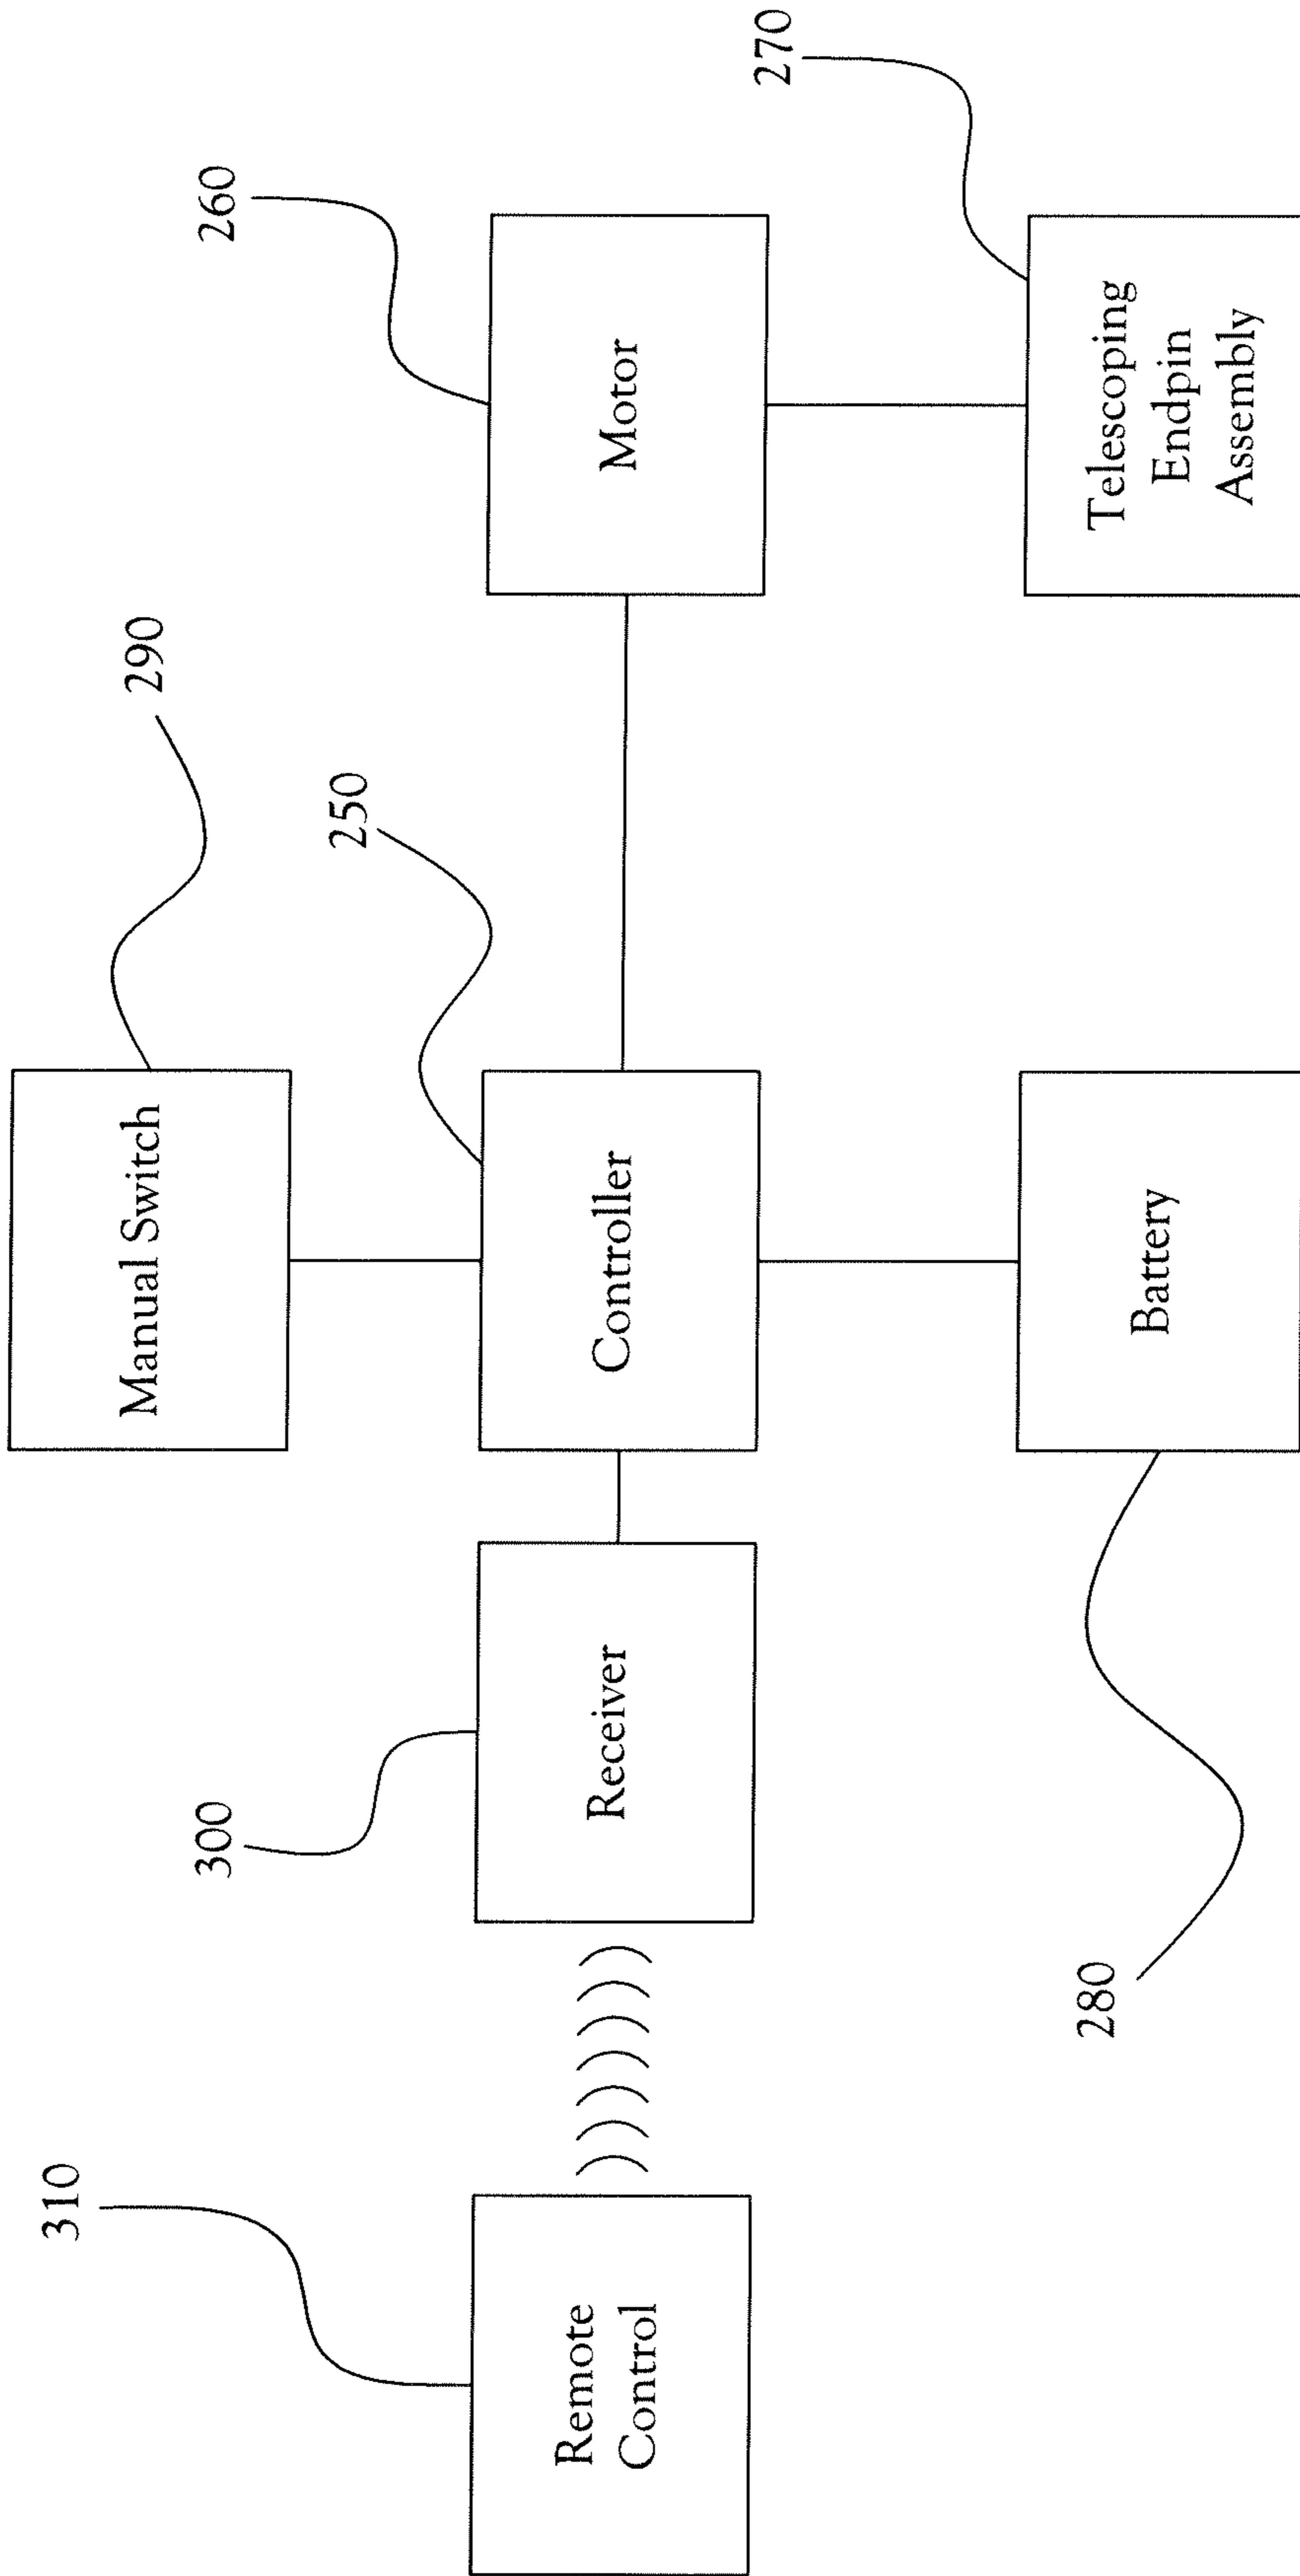 310
300
290
250
260
270
280
Remote
Control
Receiver
Manual Switch
Controller
Battery
Motor
Telescoping
Endpin
Assembly